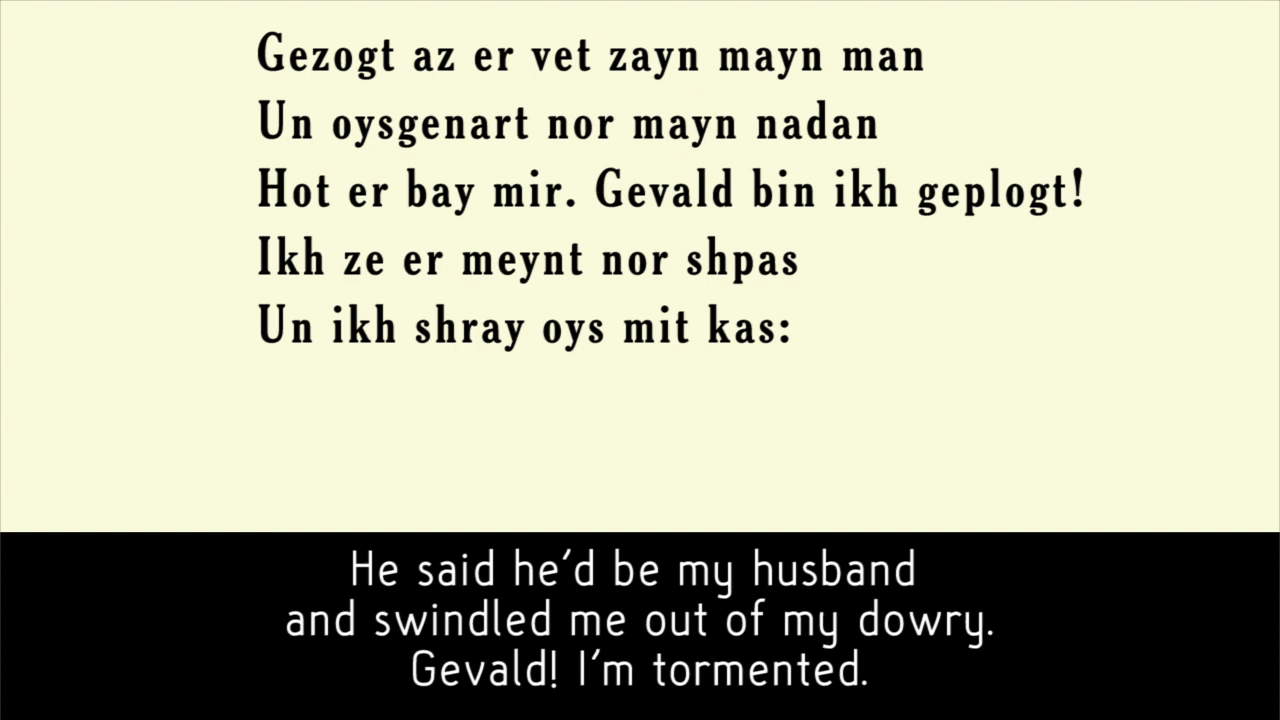 Gezogt az er vet zayn mayn man
Un oysgenart nor mayn nadan
Hot er bay mir. Gevald bin ikh geplogt!
Ikh ze er meynt nor shpas
Un ikh shray oys mit kas:
He said he'd be my husband
and swindled me out of my dowry.
Gevald! I'm tormented.